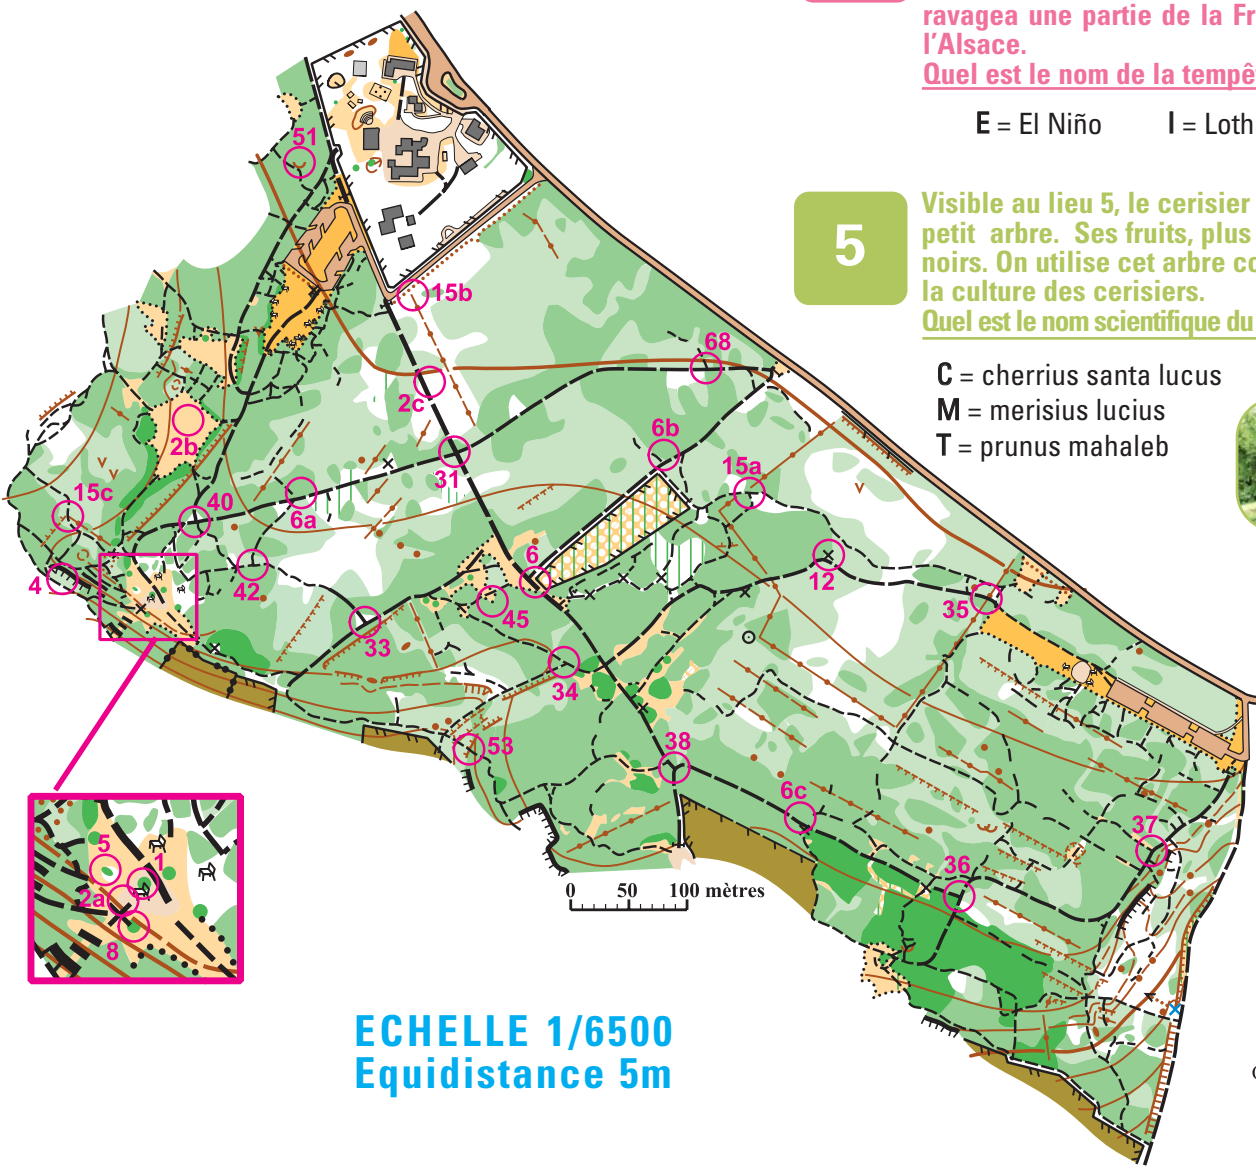 ravagea une partie de la Fr
l'Alsace.
Quel est le nom de la tempê
E = El Niño I = Loth
5
Visible au lieu 5, le cerisier
petit arbre. Ses fruits, plus
noirs. On utilise cet arbre co
la culture des cerisiers.
Quel est le nom scientifique du
C = cherrius santa lucus
M = merisius lucius
T = prunus mahaleb
51
15b
68
2c
2b
6b
31
15a
15c
40
6a
6
12
4
42
35
45
33
34
53
38
6c
37
36
5
1
2a
8
0 50 100 mètres
ECHELLE 1/6500
Equidistance 5m